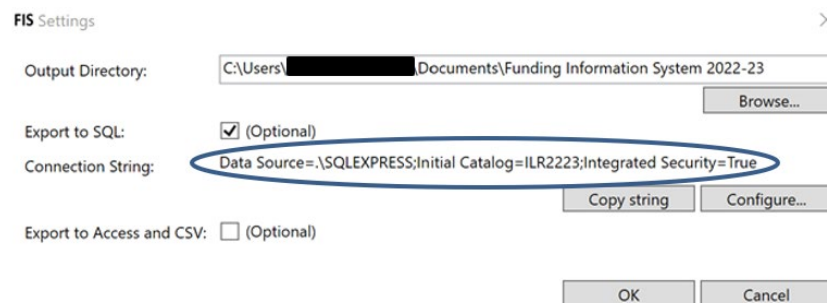 FIS Settings
Output Directory: C:\Users\ \Documents\Funding Information System 2022-23
Browse...
Export to SQL: (Optional)
Connection String: Data Source=.\SQLEXPRESS;Initial Catalog=ILR2223;Integrated Security=True
Copy string Configure...
Export to Access and CSV: (Optional)
OK Cancel